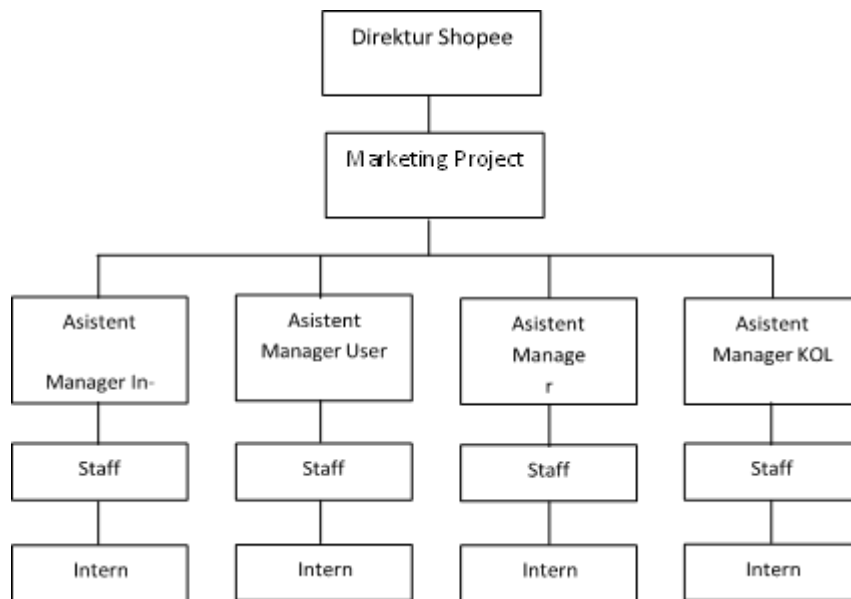 Direktur Shopee
Marketing Project
Asistent
Manager In-
Asistent
Manager User
Asistent
Manage
r
Asistent
Manager KOL
Staff
Staff
Staff
Staff
Intern
Intern
Intern
Intern